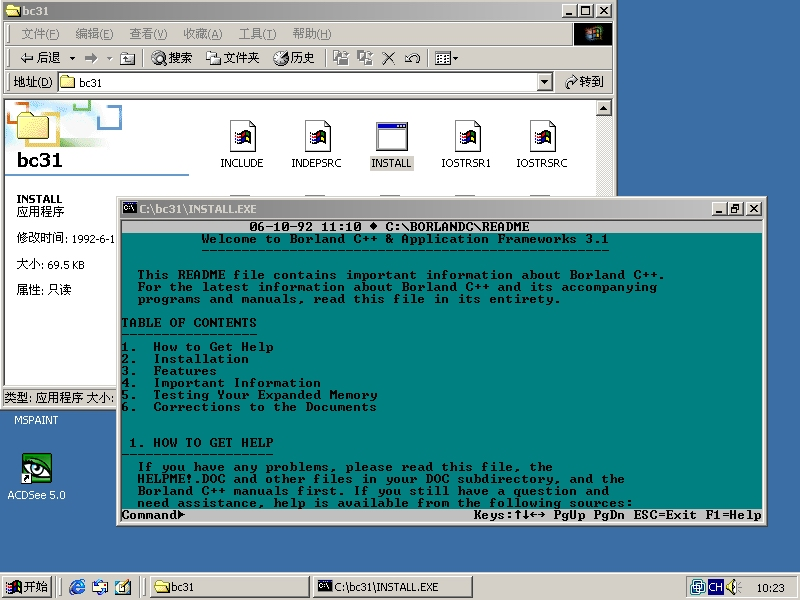 bc31
文件(F) 编辑(E) 查看(V) 收藏(A) 工具(T) 帮助(H)
后退 搜索 文件夹 历史
地址(D) bc31 转到
bc31
INCLUDE INDEPSRC INSTALL IOSTRSR1 IOSTRSRC
INSTALL
应用程序
修改时间: 1992-6-1
大小: 69.5 KB
属性: 只读
类型: 应用程序 大小:
C:\bc31\INSTALL.EXE
06-10-92 11:10 ♦ C:\BORLANDC\README
Welcome to Borland C++ & Application Frameworks 3.1
---------------------------------------------------
This README file contains important information about Borland C++.
For the latest information about Borland C++ and its accompanying
programs and manuals, read this file in its entirety.
TABLE OF CONTENTS
-----------------
1. How to Get Help
2. Installation
3. Features
4. Important Information
5. Testing Your Expanded Memory
6. Corrections to the Documents
1. HOW TO GET HELP
-------------------
If you have any problems, please read this file, the
HELPME!.DOC and other files in your DOC subdirectory, and the
Borland C++ manuals first. If you still have a question and
need assistance, help is available from the following sources:
Command► Keys:↑↓←→ PgUp PgDn ESC=Exit F1=Help
MSPAINT
ACDSee 5.0
开始 bc31 C:\bc31\INSTALL.EXE CH 10:23